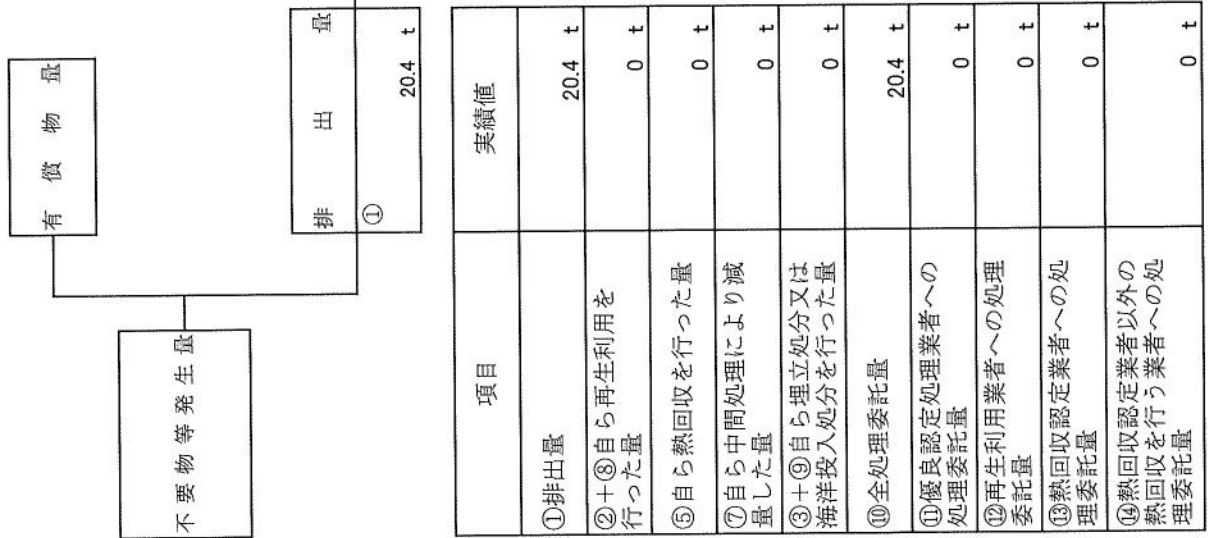 有償物量
不要物等発生量
排出量
①
20.4 t
項目 実績値
①排出量 20.4 t
②+⑧自ら再生利用を
行った量 0 t
⑤自ら熱回収を行った量 0 t
⑦自ら中間処理により減
量した量 0 t
③+⑨自ら埋立処分又は
海洋投入処分を行った量 0 t
⑩全処理委託量 20.4 t
⑪優良認定処理業者への
処理委託量 0 t
⑫再生利用業者への処理
委託量 0 t
⑬熱回収認定業者への処
理委託量 0 t
⑭熱回収認定業者以外の
熱回収を行う業者への処
理委託量 0 t